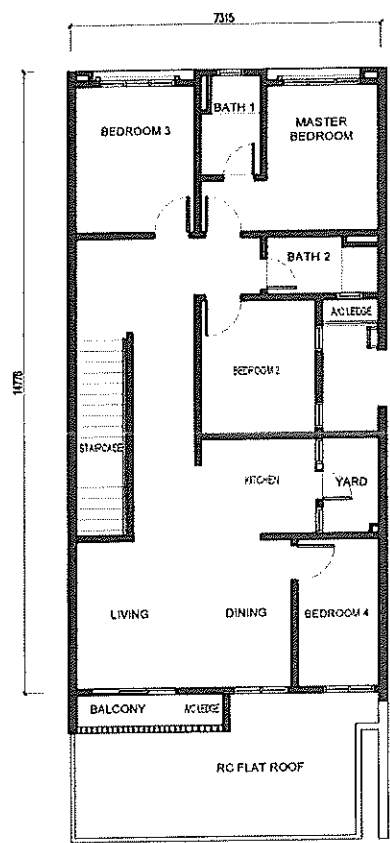 7315
BATH 1
BEDROOM 3
MASTER
BEDROOM
BATH 2
A/C LEDGE
14776
BEDROOM 2
STAIRCASE
KITCHEN
YARD
LIVING
DINING
BEDROOM 4
BALCONY
A/C LEDGE
RC FLAT ROOF